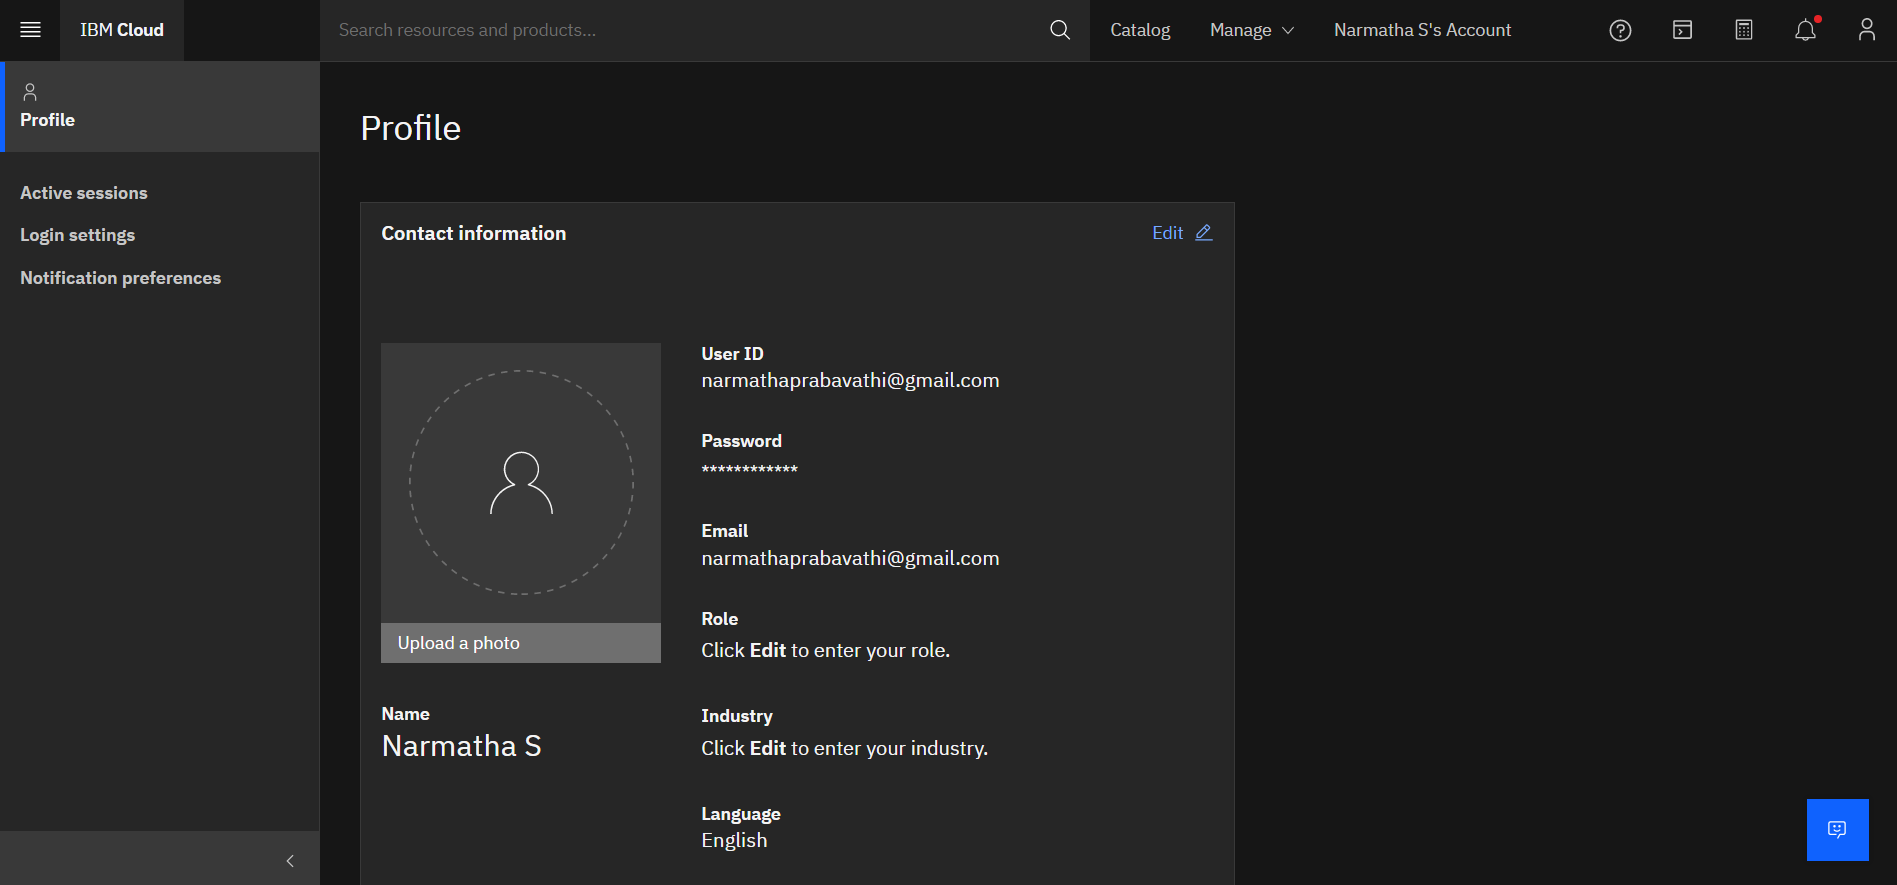 IBM Cloud
Search resources and products...
Catalog
Manage
Narmatha S's Account
Profile
Active sessions
Login settings
Notification preferences
Profile
Contact information
Edit
Upload a photo
Name
Narmatha S
User ID
narmathaprabavathi@gmail.com
Password
************
Email
narmathaprabavathi@gmail.com
Role
Click Edit to enter your role.
Industry
Click Edit to enter your industry.
Language
English